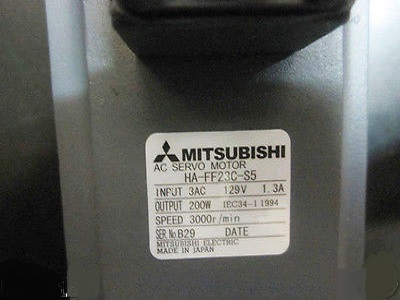 MITSUBISHI
AC SERVO MOTOR
HA-FF23C-S5
INPUT 3AC 129V 1.3A
OUTPUT 200W IEC34-1 1994
SPEED 3000r/min
SER.No.B29 DATE
MITSUBISHI ELECTRIC
MADE IN JAPAN